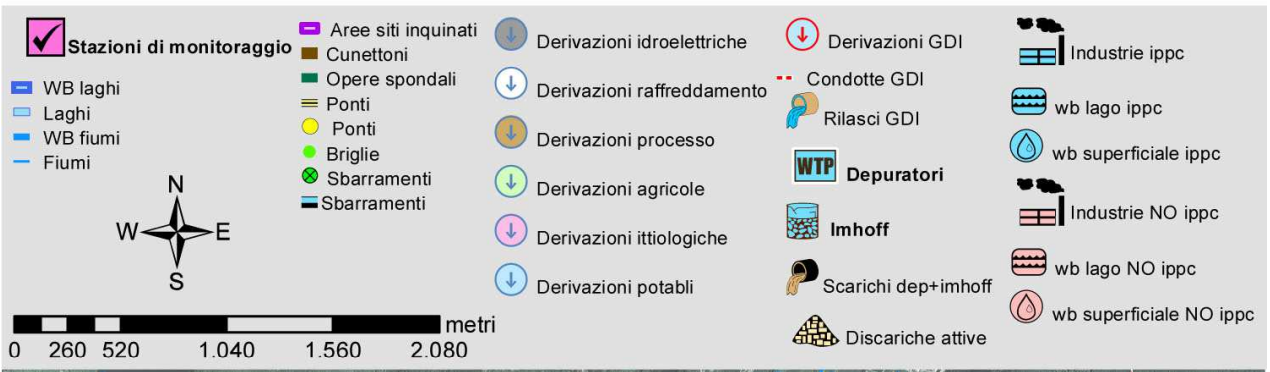 Stazioni di monitoraggio
WB laghi
Laghi
WB fiumi
Fiumi
N
W E
S
metri
0 260 520 1.040 1.560 2.080
Aree siti inquinati
Cunettoni
Opere spondali
Ponti
Ponti
Briglie
Sbarramenti
Sbarramenti
Derivazioni idroelettriche
Derivazioni raffreddamento
Derivazioni processo
Derivazioni agricole
Derivazioni ittiologiche
Derivazioni potabli
Derivazioni GDI
Condotte GDI
Rilasci GDI
WTP Depuratori
Imhoff
Scarichi dep+imhoff
Discariche attive
Industrie ippc
wb lago ippc
wb superficiale ippc
Industrie NO ippc
wb lago NO ippc
wb superficiale NO ippc